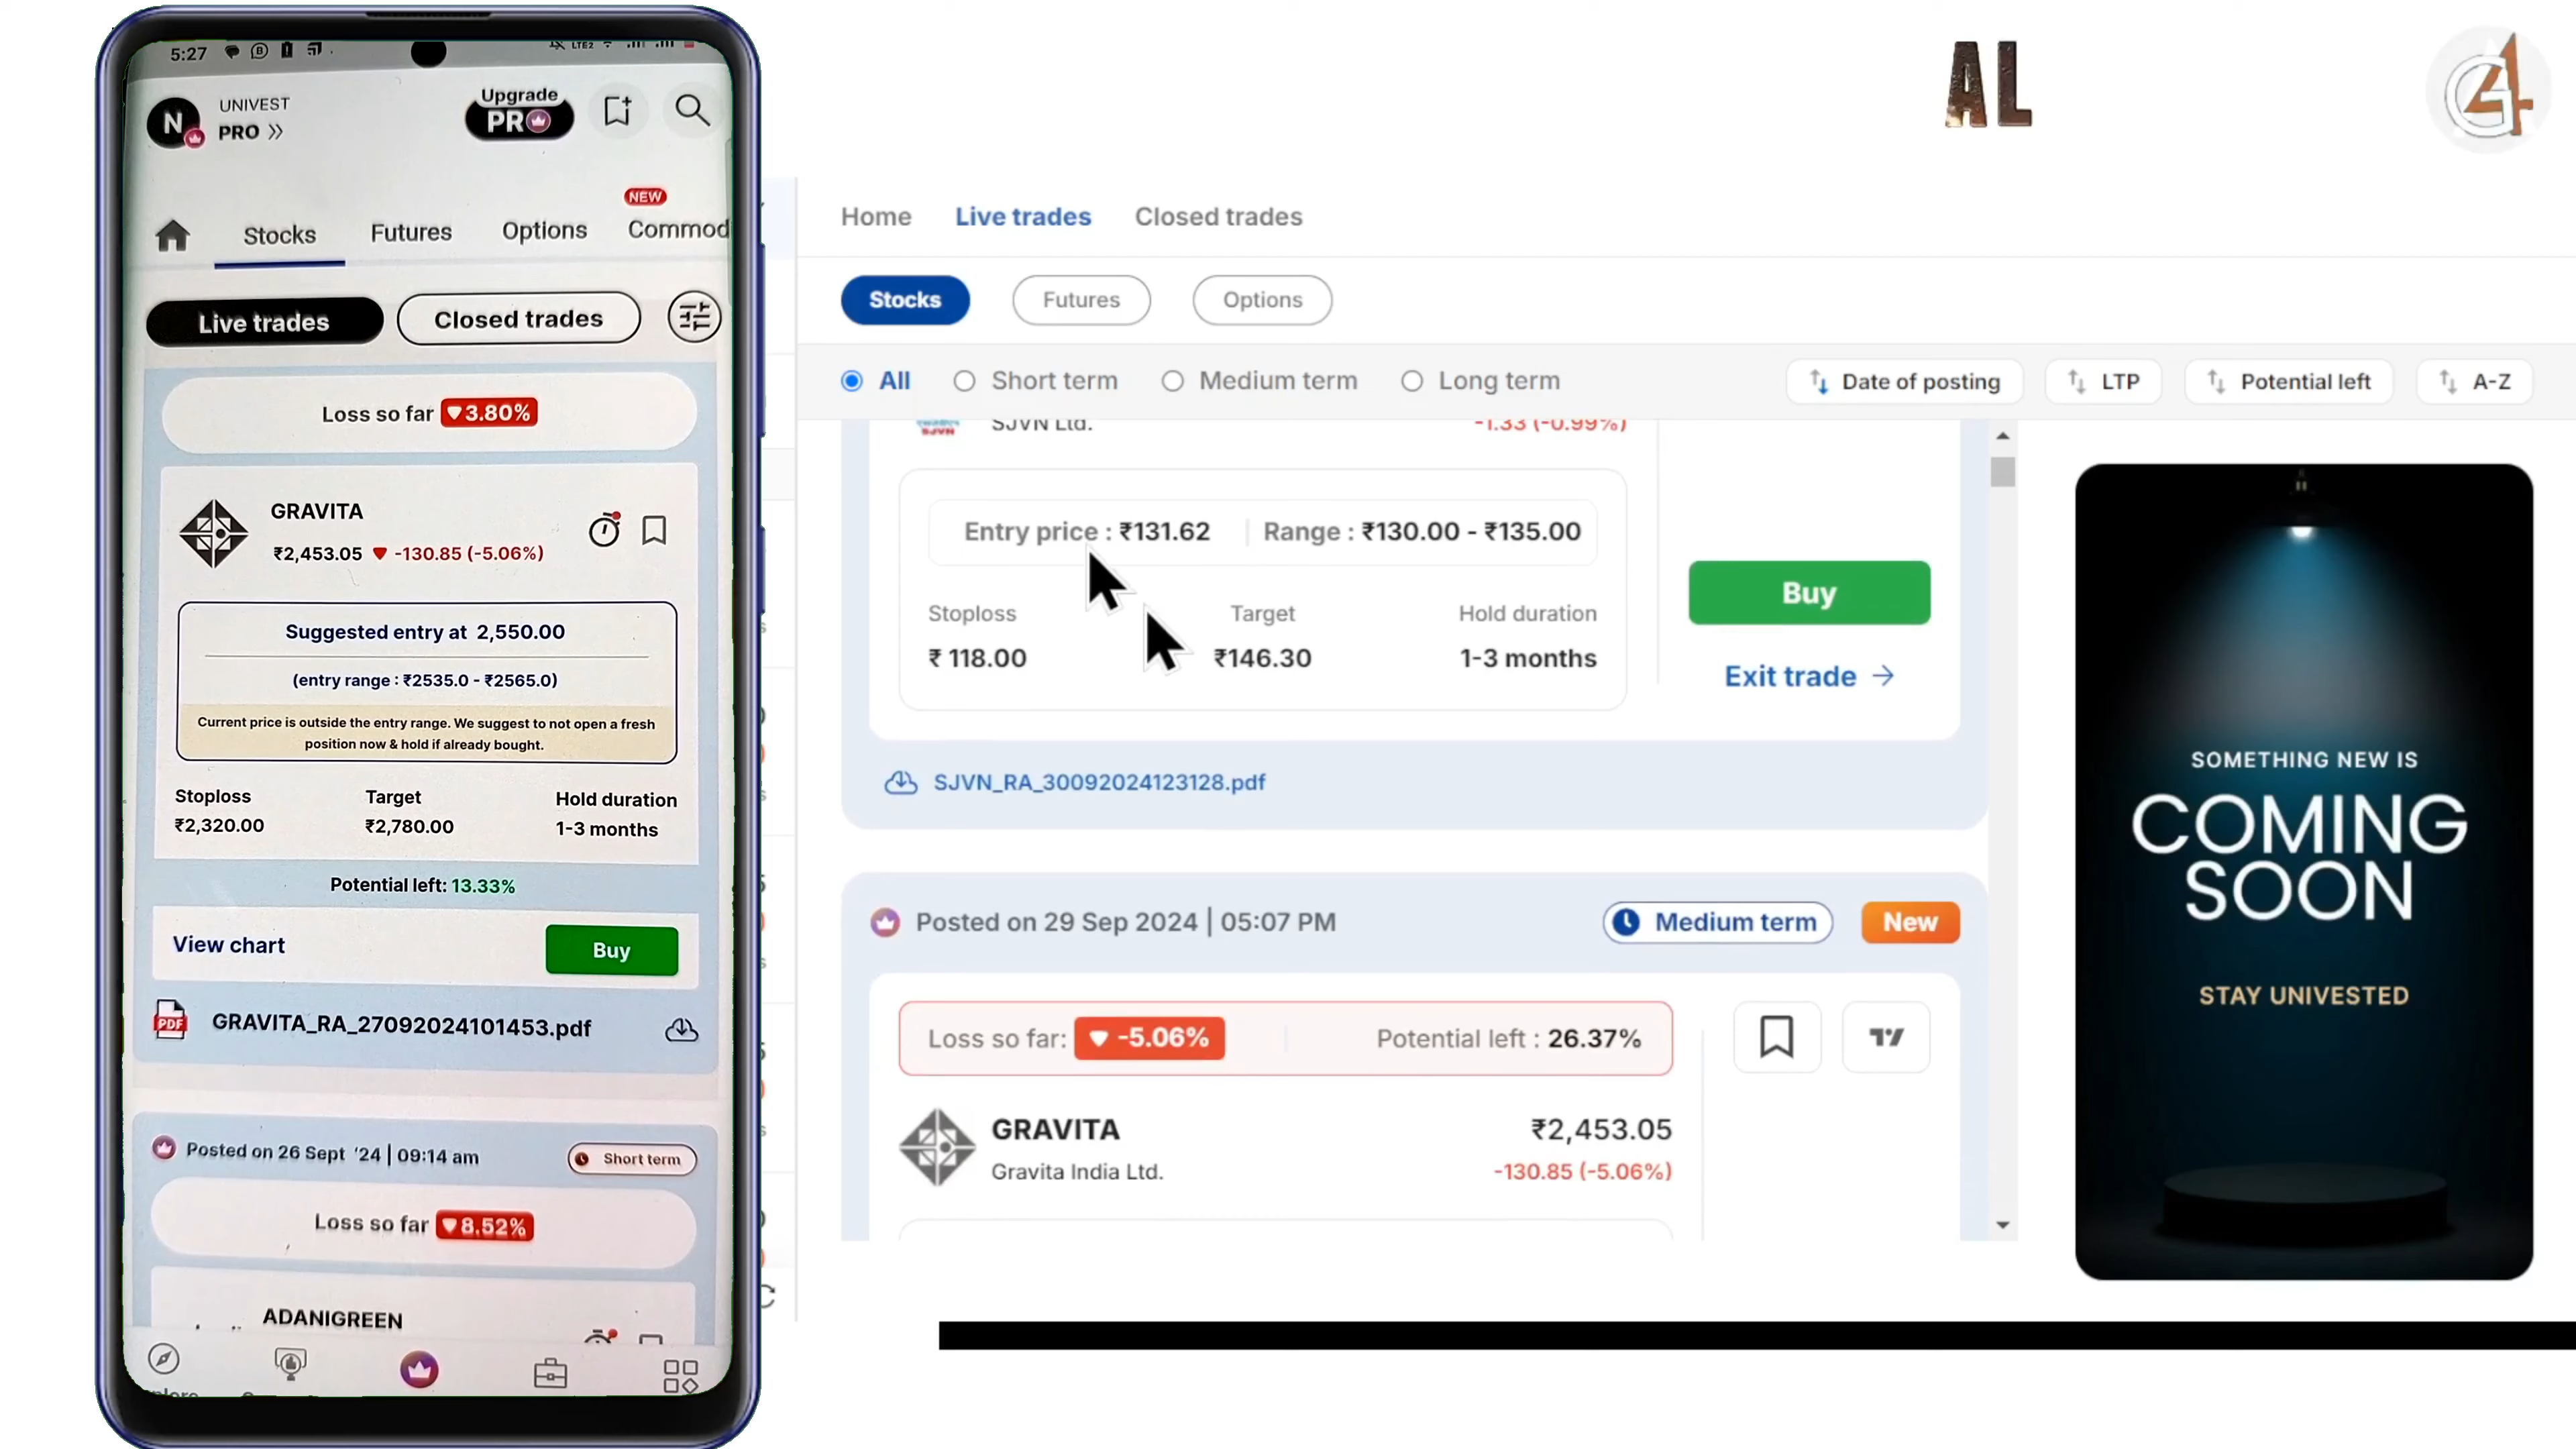 5:27
LTE2
N
UNIVEST
PRO
Upgrade
PRO
NEW
Stocks
Futures
Options
Commod
Live trades
Closed trades
Loss so far 3.80%
GRAVITA
₹2,453.05 -130.85 (-5.06%)
Suggested entry at 2,550.00
(entry range : ₹2535.0 - ₹2565.0)
Current price is outside the entry range. We suggest to not open a fresh
position now & hold if already bought.
Stoploss
Target
Hold duration
₹2,320.00
₹2,780.00
1-3 months
Potential left: 13.33%
View chart
Buy
PDF
GRAVITA_RA_27092024101453.pdf
Posted on 26 Sept '24 | 09:14 am
Short term
Loss so far 8.52%
ADANIGREEN
AL
G4
Home
Live trades
Closed trades
Stocks
Futures
Options
All
Short term
Medium term
Long term
Date of posting
LTP
Potential left
A-Z
SJVN
SJVN Ltd.
-1.33 (-0.99%)
Entry price : ₹131.62
Range : ₹130.00 - ₹135.00
Stoploss
Target
Hold duration
₹ 118.00
₹146.30
1-3 months
Buy
Exit trade →
SJVN_RA_30092024123128.pdf
Posted on 29 Sep 2024 | 05:07 PM
Medium term
New
Loss so far: -5.06%
Potential left : 26.37%
GRAVITA
₹2,453.05
Gravita India Ltd.
-130.85 (-5.06%)
SOMETHING NEW IS
COMING
SOON
STAY UNIVESTED